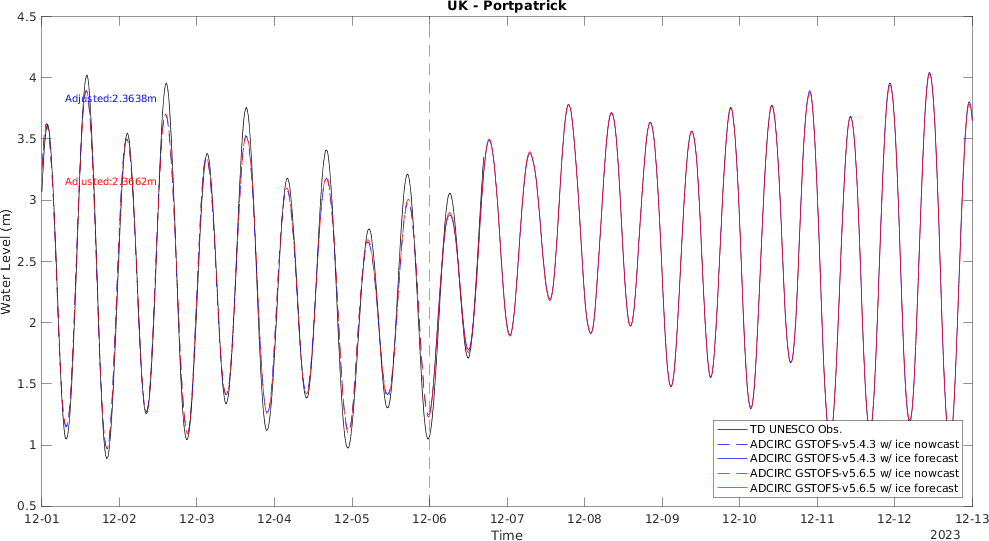 UK - Portpatrick
4.5
4
3.5
3
2.5
2
1.5
1
0.5
Water Level (m)
Adjusted:2.3638m
Adjusted:2.3662m
TD UNESCO Obs.
ADCIRC GSTOFS-v5.4.3 w/ ice nowcast
ADCIRC GSTOFS-v5.4.3 w/ ice forecast
ADCIRC GSTOFS-v5.6.5 w/ ice nowcast
ADCIRC GSTOFS-v5.6.5 w/ ice forecast
12-01 12-02 12-03 12-04 12-05 12-06 12-07 12-08 12-09 12-10 12-11 12-12 12-13
Time
2023